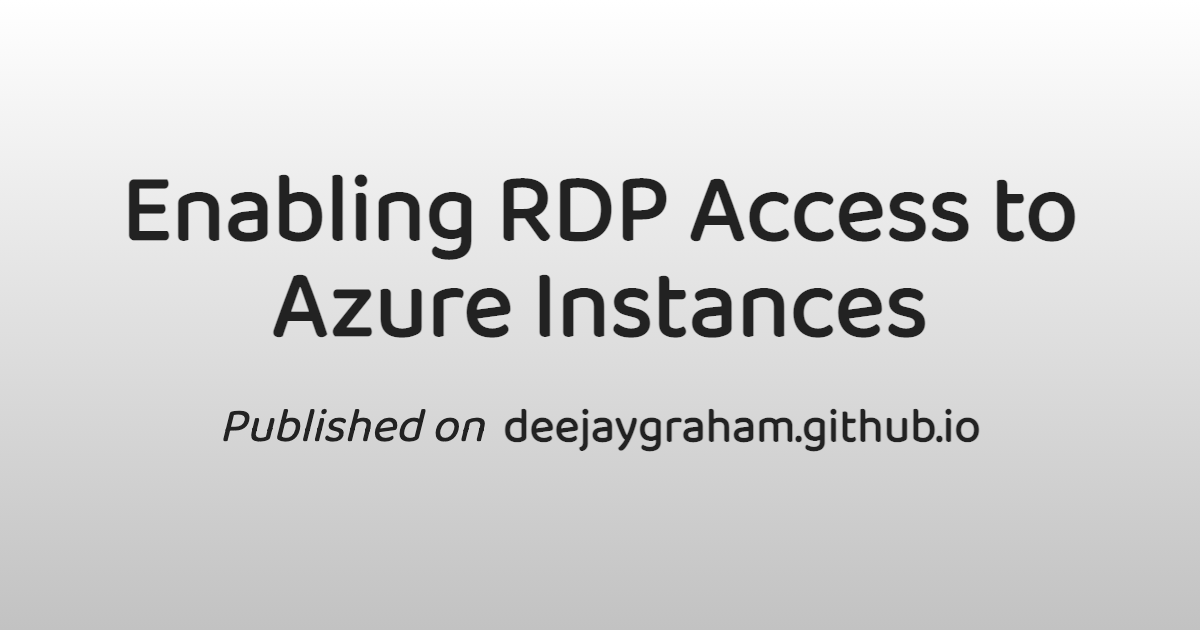 Enabling RDP Access to
Azure Instances
Published on deejaygraham.github.io